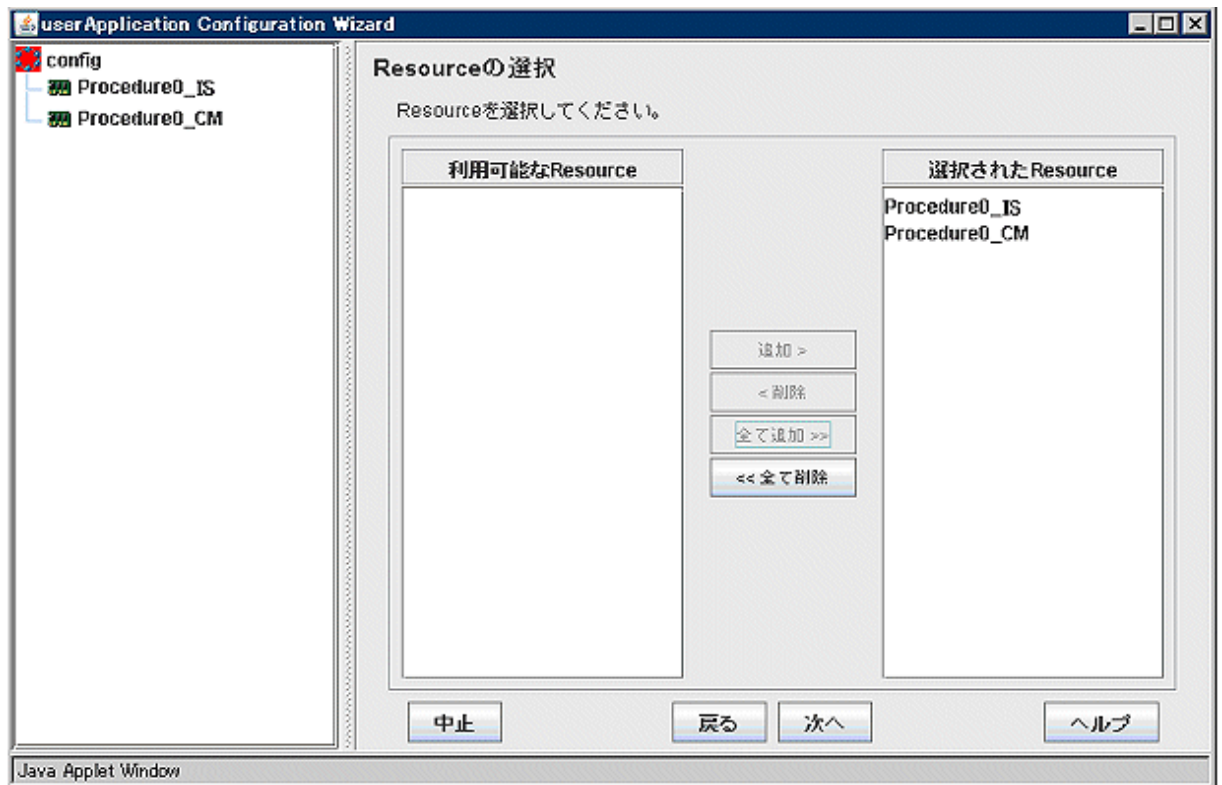 userApplication Configuration Wizard
config
Procedure0_IS
Procedure0_CM
Resourceの選択
Resourceを選択してください。
利用可能なResource
選択されたResource
Procedure0_IS
Procedure0_CM
追加 >
< 削除
全て追加 >>
<< 全て削除
中止
戻る
次へ
ヘルプ
Java Applet Window